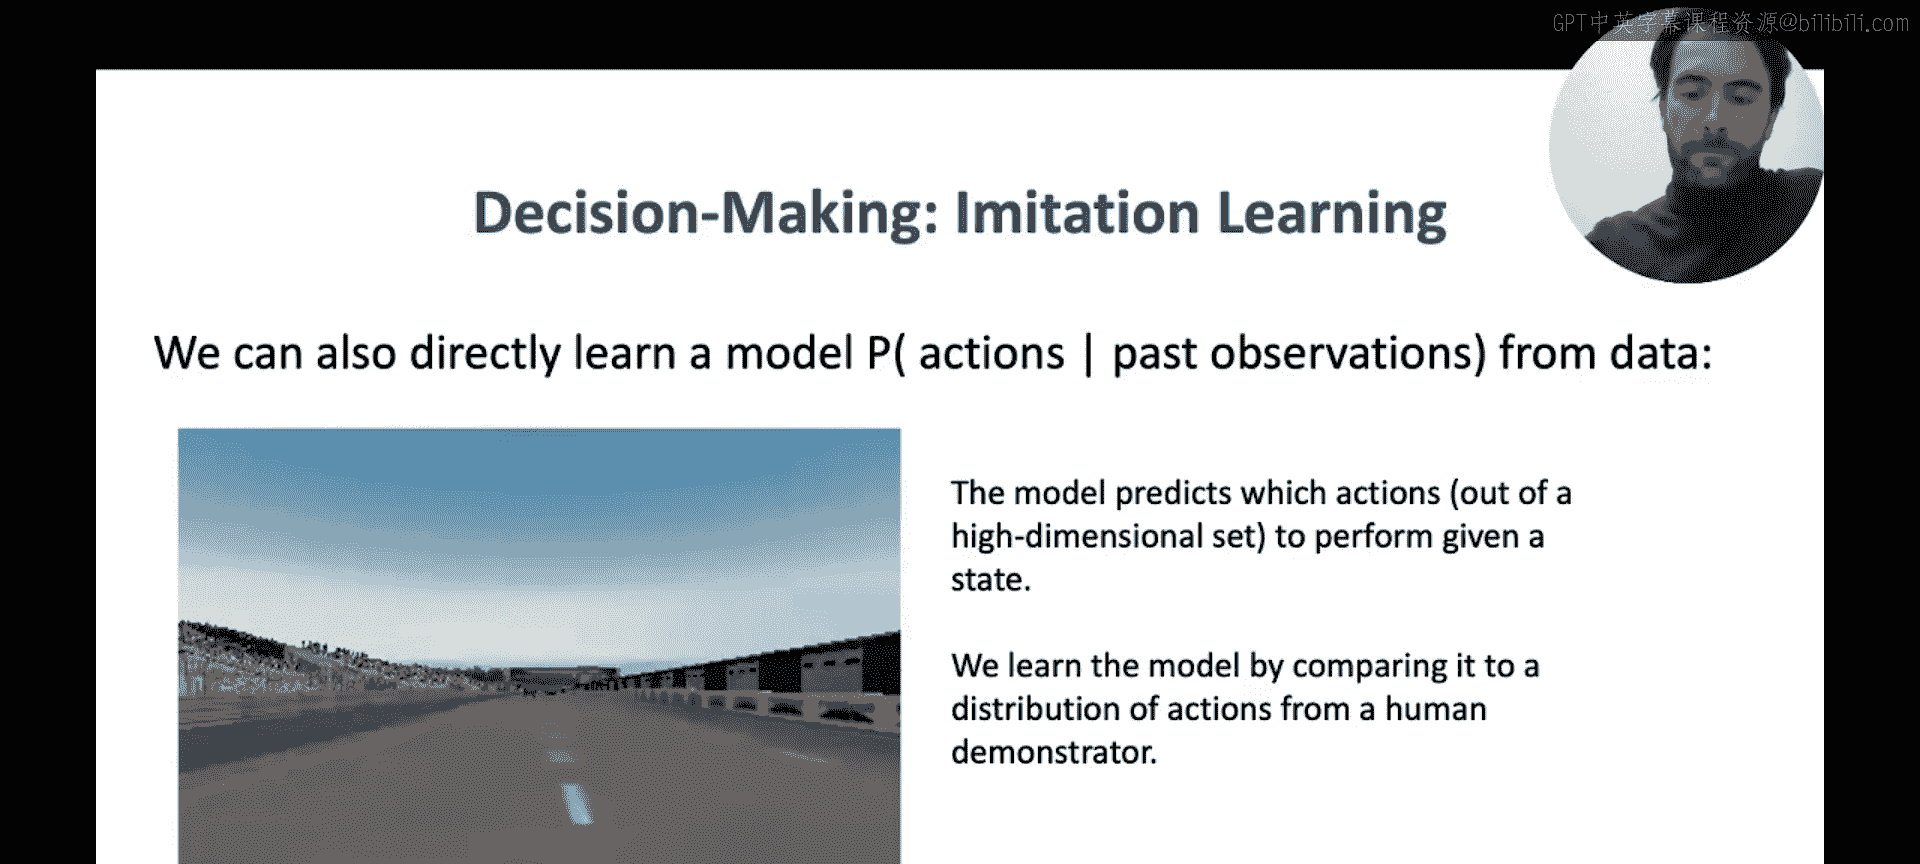 GPT中英字幕课程资源@bilibili.com
Decision-Making: Imitation Learning
We can also directly learn a model P( actions | past observations) from data:
The model predicts which actions (out of a
high-dimensional set) to perform given a
state.
We learn the model by comparing it to a
distribution of actions from a human
demonstrator.